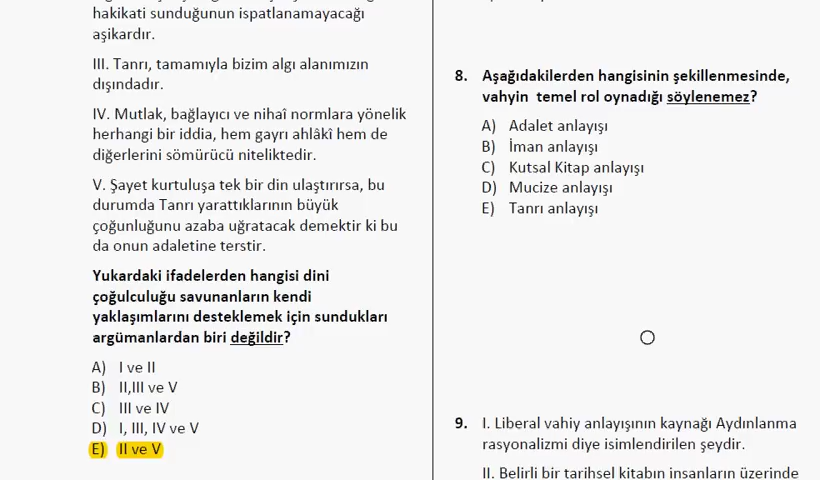 hakikati sunduğunun ispatlanamayacağı
aşikardır.
III. Tanrı, tamamıyla bizim algı alanımızın
dışındadır.
IV. Mutlak, bağlayıcı ve nihaî normlara yönelik
herhangi bir iddia, hem gayrı ahlâkî hem de
diğerlerini sömürücü niteliktedir.
V. Şayet kurtuluşa tek bir din ulaştırırsa, bu
durumda Tanrı yarattıklarının büyük
çoğunluğunu azaba uğratacak demektir ki bu
da onun adaletine terstir.
Yukardaki ifadelerden hangisi dini
çoğulculuğu savunanların kendi
yaklaşımlarını desteklemek için sundukları
argümanlardan biri değildir?
A) I ve II
B) II,III ve V
C) III ve IV
D) I, III, IV ve V
E) II ve V
8. Aşağıdakilerden hangisinin şekillenmesinde,
vahyin temel rol oynadığı söylenemez?
A) Adalet anlayışı
B) İman anlayışı
C) Kutsal Kitap anlayışı
D) Mucize anlayışı
E) Tanrı anlayışı
9. I. Liberal vahiy anlayışının kaynağı Aydınlanma
rasyonalizmi diye isimlendirilen şeydir.
II. Belirli bir tarihsel kitabın insanların üzerinde